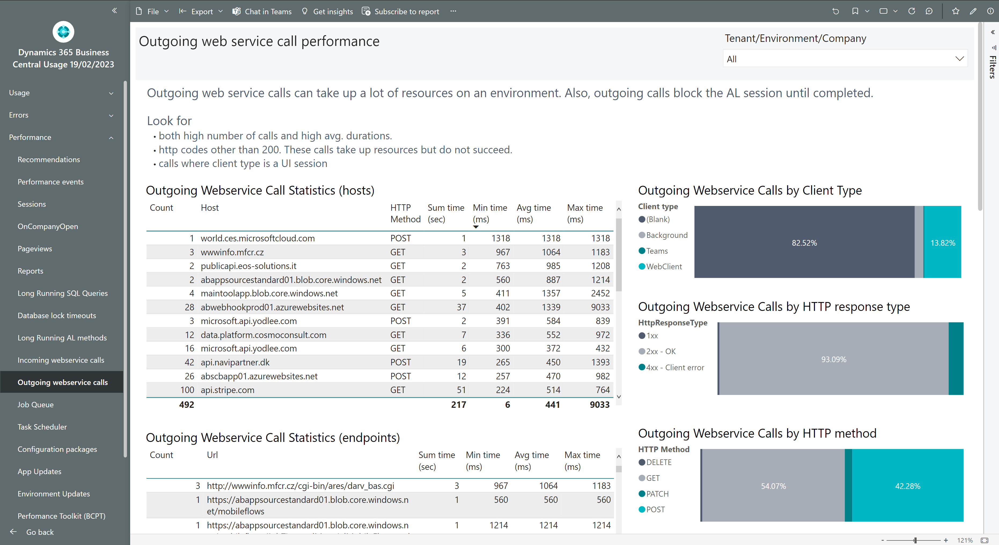 File
Export
Chat in Teams
Get insights
Subscribe to report
Dynamics 365 Business
Central Usage 19/02/2023
Usage
Errors
Performance
Recommendations
Performance events
Sessions
OnCompanyOpen
Pageviews
Reports
Long Running SQL Queries
Database lock timeouts
Long Running AL methods
Incoming webservice calls
Outgoing webservice calls
Job Queue
Task Scheduler
Configuration packages
App Updates
Environment Updates
Perfomance Toolkit (BCPT)
Go back
Outgoing web service call performance
Tenant/Environment/Company
All
Filters
Outgoing web service calls can take up a lot of resources on an environment. Also, outgoing calls block the AL session until completed.
Look for
• both high number of calls and high avg. durations.
• http codes other than 200. These calls take up resources but do not succeed.
• calls where client type is a UI session
Outgoing Webservice Call Statistics (hosts)
Count Host HTTP Method Sum time (sec) Min time (ms) Avg time (ms) Max time (ms)
1 world.ces.microsoftcloud.com POST 1 1318 1318 1318
3 wwwinfo.mfcr.cz GET 3 967 1064 1183
2 publicapi.eos-solutions.it GET 2 763 985 1208
2 abappsourcestandard01.blob.core.windows.net GET 2 560 887 1214
4 maintoolapp.blob.core.windows.net GET 5 411 1357 2452
28 abwebhookprod01.azurewebsites.net GET 37 402 1339 9033
3 microsoft.api.yodlee.com POST 2 391 584 839
12 data.platform.cosmoconsult.com GET 7 336 552 972
16 microsoft.api.yodlee.com GET 6 300 372 432
42 api.navipartner.dk POST 19 265 450 1393
26 abscbapp01.azurewebsites.net POST 12 257 470 982
100 api.stripe.com GET 51 224 514 764
492 217 6 441 9033
Outgoing Webservice Call Statistics (endpoints)
Count Url Sum time (sec) Min time (ms) Avg time (ms) Max time (ms)
3 http://wwwinfo.mfcr.cz/cgi-bin/ares/darv_bas.cgi 3 967 1064 1183
1 https://abappsourcestandard01.blob.core.windows.n 1 560 560 560
et/mobileflows
1 https://abappsourcestandard01.blob.core.windows.n 1 1214 1214 1214
Outgoing Webservice Calls by Client Type
Client type
(Blank)
Background
Teams
WebClient
82.52%
13.82%
Outgoing Webservice Calls by HTTP response type
HttpResponseType
1xx
2xx - OK
4xx - Client error
93.09%
Outgoing Webservice Calls by HTTP method
HTTP Method
DELETE
GET
PATCH
POST
54.07%
42.28%
- + 121%